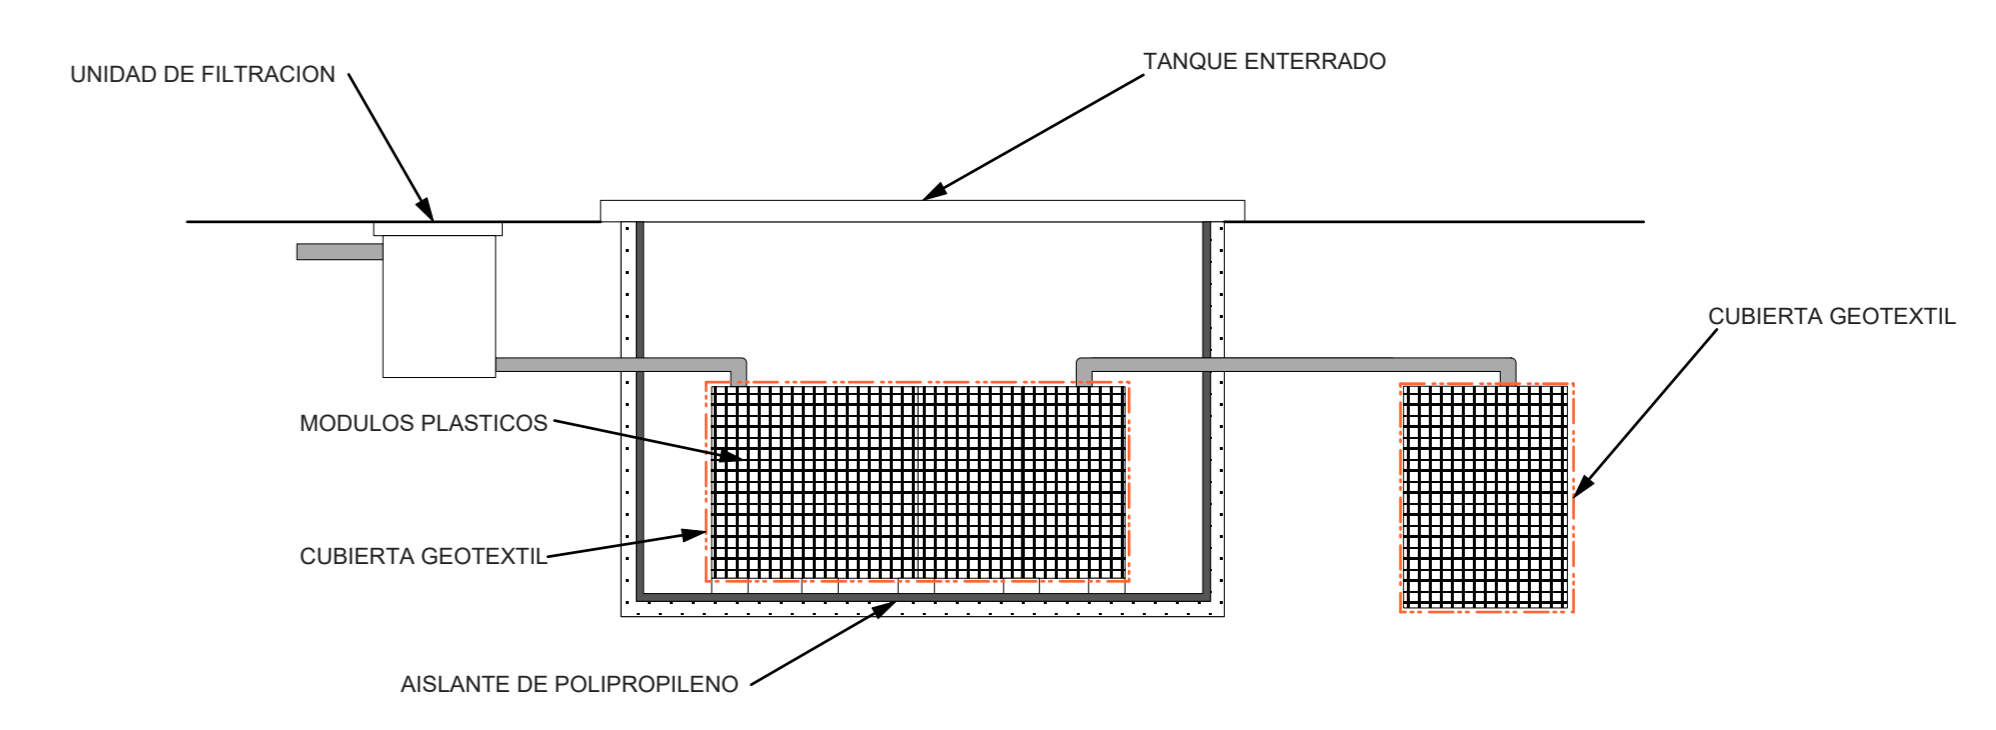 TANQUE ENTERRADO
UNIDAD DE FILTRACION
CUBIERTA GEOTEXTIL
MODULOS PLASTICOS
CUBIERTA GEOTEXTIL
AISLANTE DE POLIPROPILENO